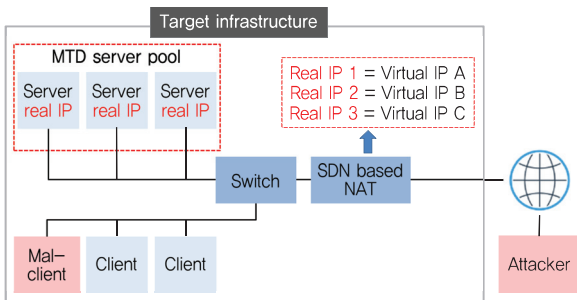 Target infrastructure
MTD server pool
Server
real IP
Server
real IP
Server
real IP
Real IP 1 = Virtual IP A
Real IP 2 = Virtual IP B
Real IP 3 = Virtual IP C
Switch
SDN based
NAT
Mal-
client
Client
Client
Attacker